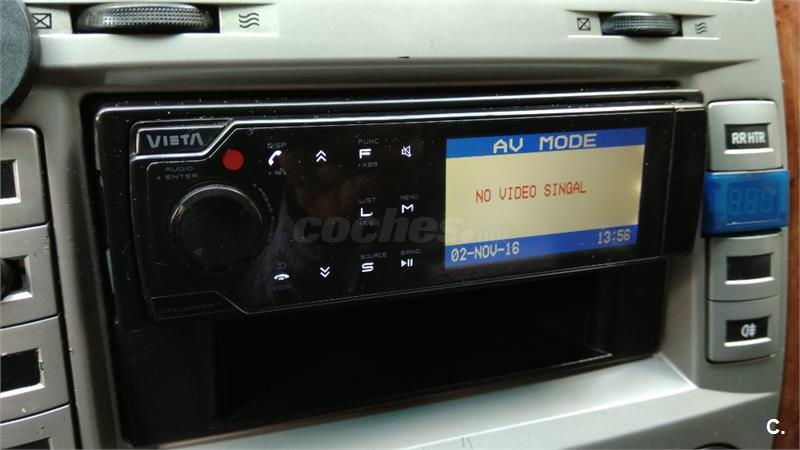 VIETA
DISP
FUNC
F
XBS
AUDIO
ENTER
LIST
L
MENU
M
SOURCE
S
BAND
AV MODE
NO VIDEO SINGAL
02-NOV-16
13:56
RR HTR
coches.net
C.